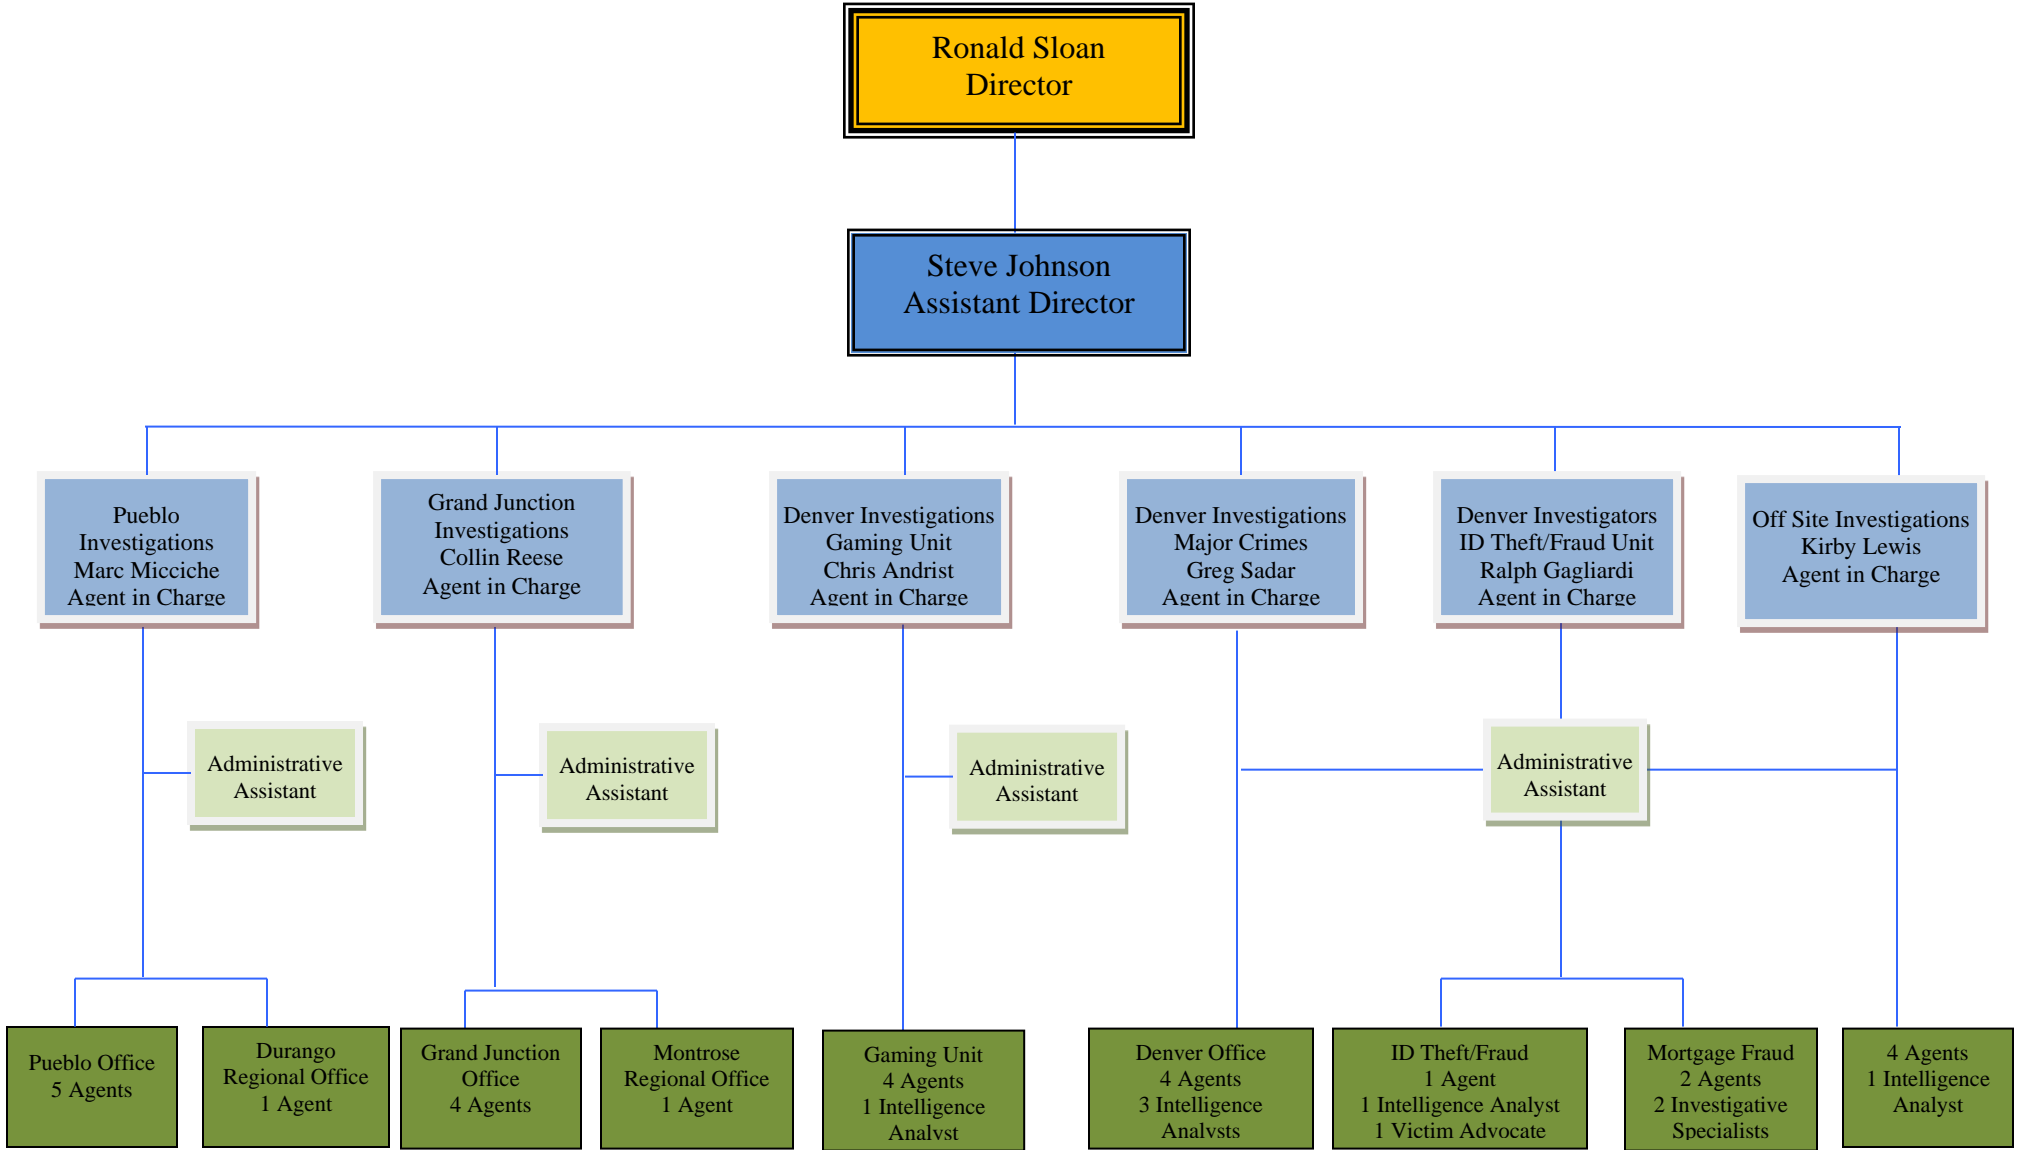 Ronald Sloan
Director
Steve Johnson
Assistant Director
Pueblo
Investigations
Marc Micciche
Agent in Charge
Grand Junction
Investigations
Collin Reese
Agent in Charge
Denver Investigations
Gaming Unit
Chris Andrist
Agent in Charge
Denver Investigations
Major Crimes
Greg Sadar
Agent in Charge
Denver Investigators
ID Theft/Fraud Unit
Ralph Gagliardi
Agent in Charge
Off Site Investigations
Kirby Lewis
Agent in Charge
Administrative
Assistant
Administrative
Assistant
Administrative
Assistant
Administrative
Assistant
Pueblo Office
5 Agents
Durango
Regional Office
1 Agent
Grand Junction
Office
4 Agents
Montrose
Regional Office
1 Agent
Gaming Unit
4 Agents
1 Intelligence
Analyst
Denver Office
4 Agents
3 Intelligence
Analysts
ID Theft/Fraud
1 Agent
1 Intelligence Analyst
1 Victim Advocate
Mortgage Fraud
2 Agents
2 Investigative
Specialists
4 Agents
1 Intelligence
Analyst